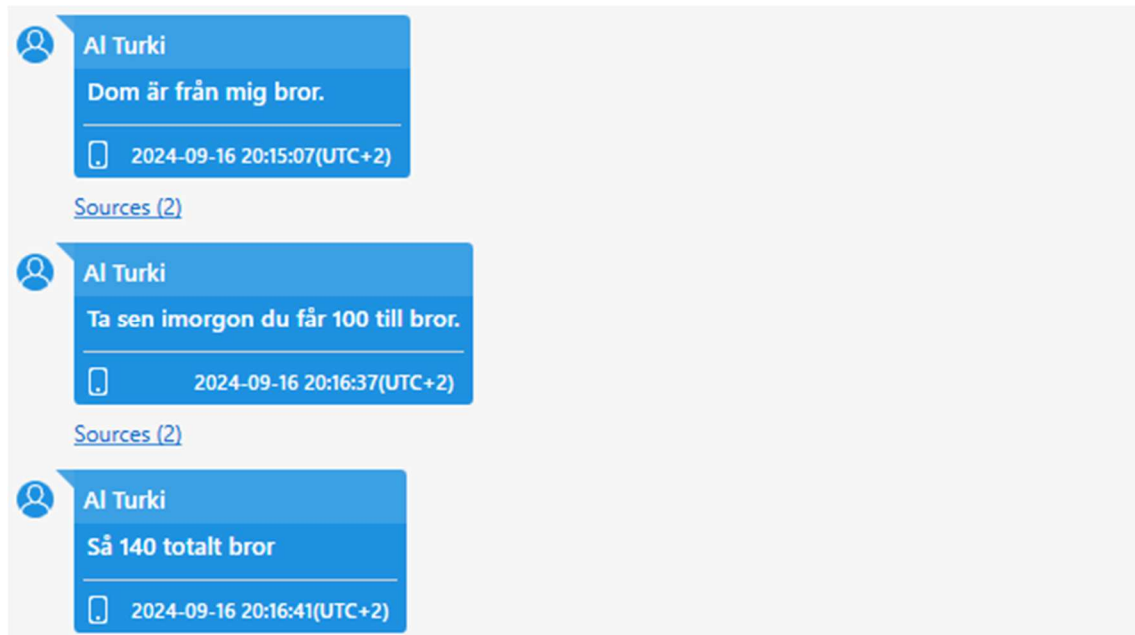 Al Turki
Dom är från mig bror.
2024-09-16 20:15:07(UTC+2)
Sources (2)
Al Turki
Ta sen imorgon du får 100 till bror.
2024-09-16 20:16:37(UTC+2)
Sources (2)
Al Turki
Så 140 totalt bror
2024-09-16 20:16:41(UTC+2)